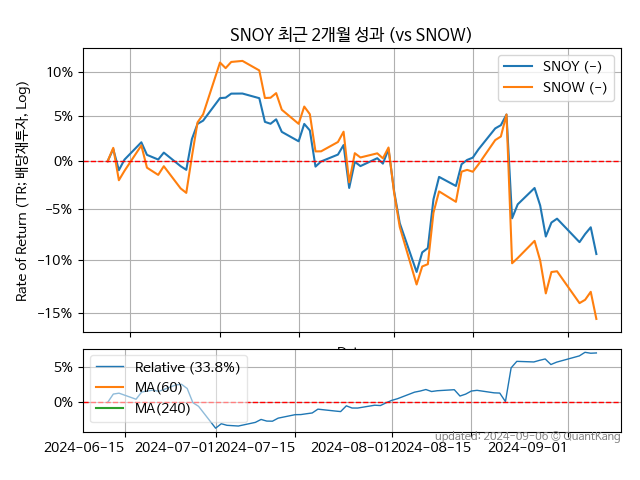 SNOY 최근 2개월 성과 (vs SNOW)
SNOY (-)
SNOW (-)
10%
5%
0%
−5%
−10%
−15%
Rate of Return (TR: 배당재투자, Log)
Relative (33.8%)
MA(60)
MA(240)
5%
0%
updated: 2024-09-06 © QuantKang
2024-06-15
2024-07-01
2024-07-15
2024-08-01
2024-08-15
2024-09-01